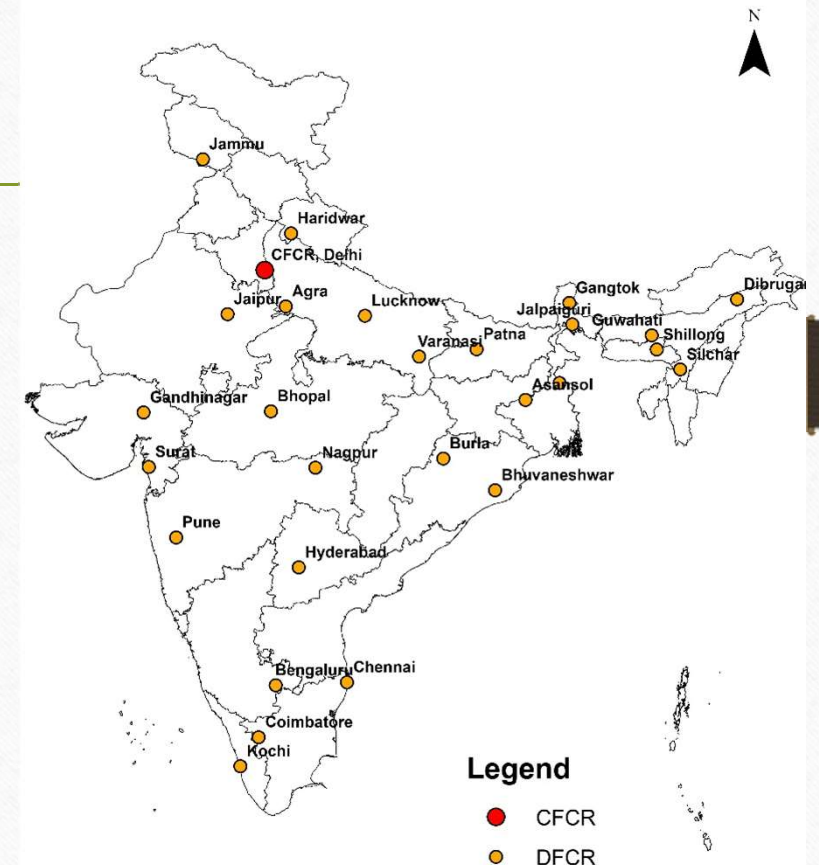 N
Jammu
Haridwar
CFCR, Delhi
Jaipur
Agra
Lucknow
Gangtok
Jalpaiguri
Guwahati
Dibrugar
Shillong
Silchar
Varanasi
Patna
Asansol
Gandhinagar
Bhopal
Burla
Surat
Nagpur
Bhuvaneshwar
Pune
Hyderabad
Bengaluru
Chennai
Coimbatore
Kochi
Legend
CFCR
DFCR